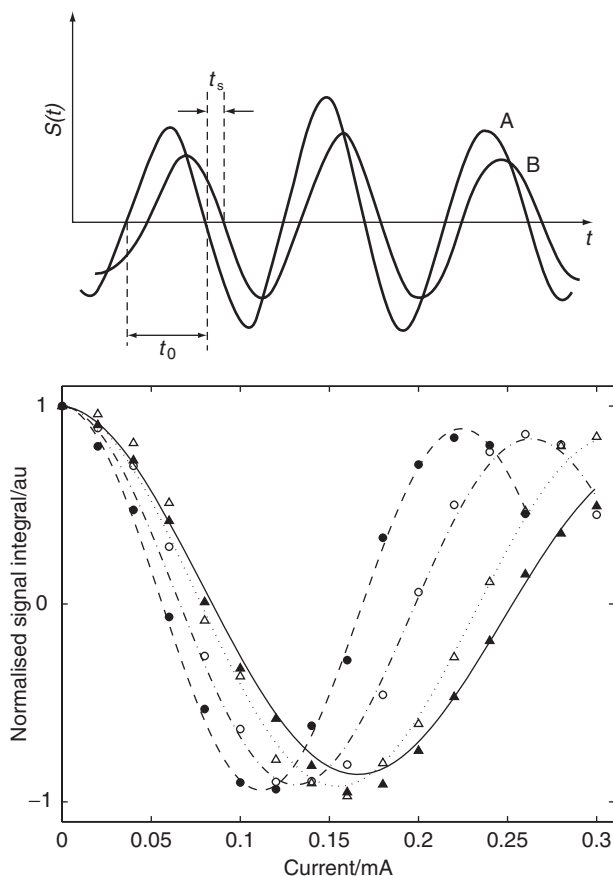 S(t)
t_s
A
B
t
t_0
Normalised signal integral/au
1
0
−1
0 0.05 0.1 0.15 0.2 0.25 0.3
Current/mA